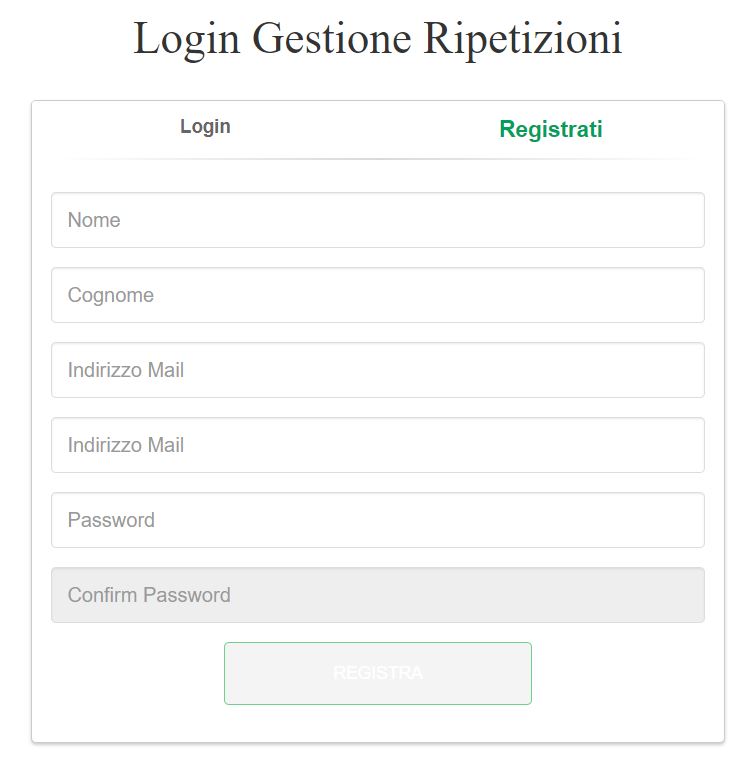 Login Gestione Ripetizioni
Login
Registrati
Nome
Cognome
Indirizzo Mail
Indirizzo Mail
Password
Confirm Password
REGISTRA